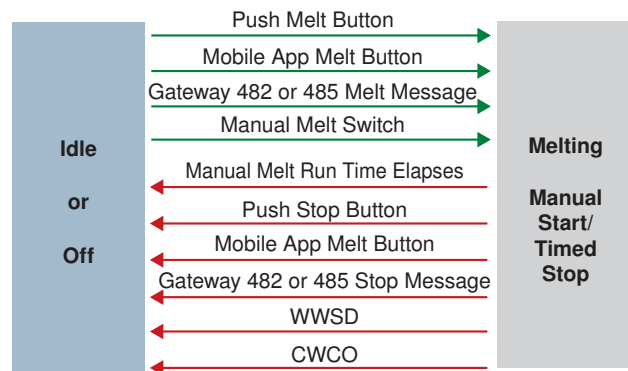 Push Melt Button
Mobile App Melt Button
Gateway 482 or 485 Melt Message
Manual Melt Switch
Manual Melt Run Time Elapses
Push Stop Button
Mobile App Melt Button
Gateway 482 or 485 Stop Message
WWSD
CWCO
Idle
or
Off
Melting
Manual
Start/
Timed
Stop